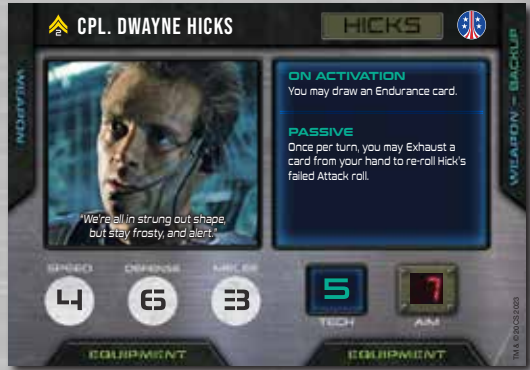 2
CPL. DWAYNE HICKS
HICKS
WEAPON
WEAPON – BACKUP
ON ACTIVATION
You may draw an Endurance card.
PASSIVE
Once per turn, you may Exhaust a
card from your hand to re-roll Hick's
failed Attack roll.
"We're all in strung out shape,
but stay frosty, and alert."
SPEED
DEFENSE
MELEE
4
6
3
5
7
TECH
AIM
EQUIPMENT
EQUIPMENT
TM & © 20CS 2023